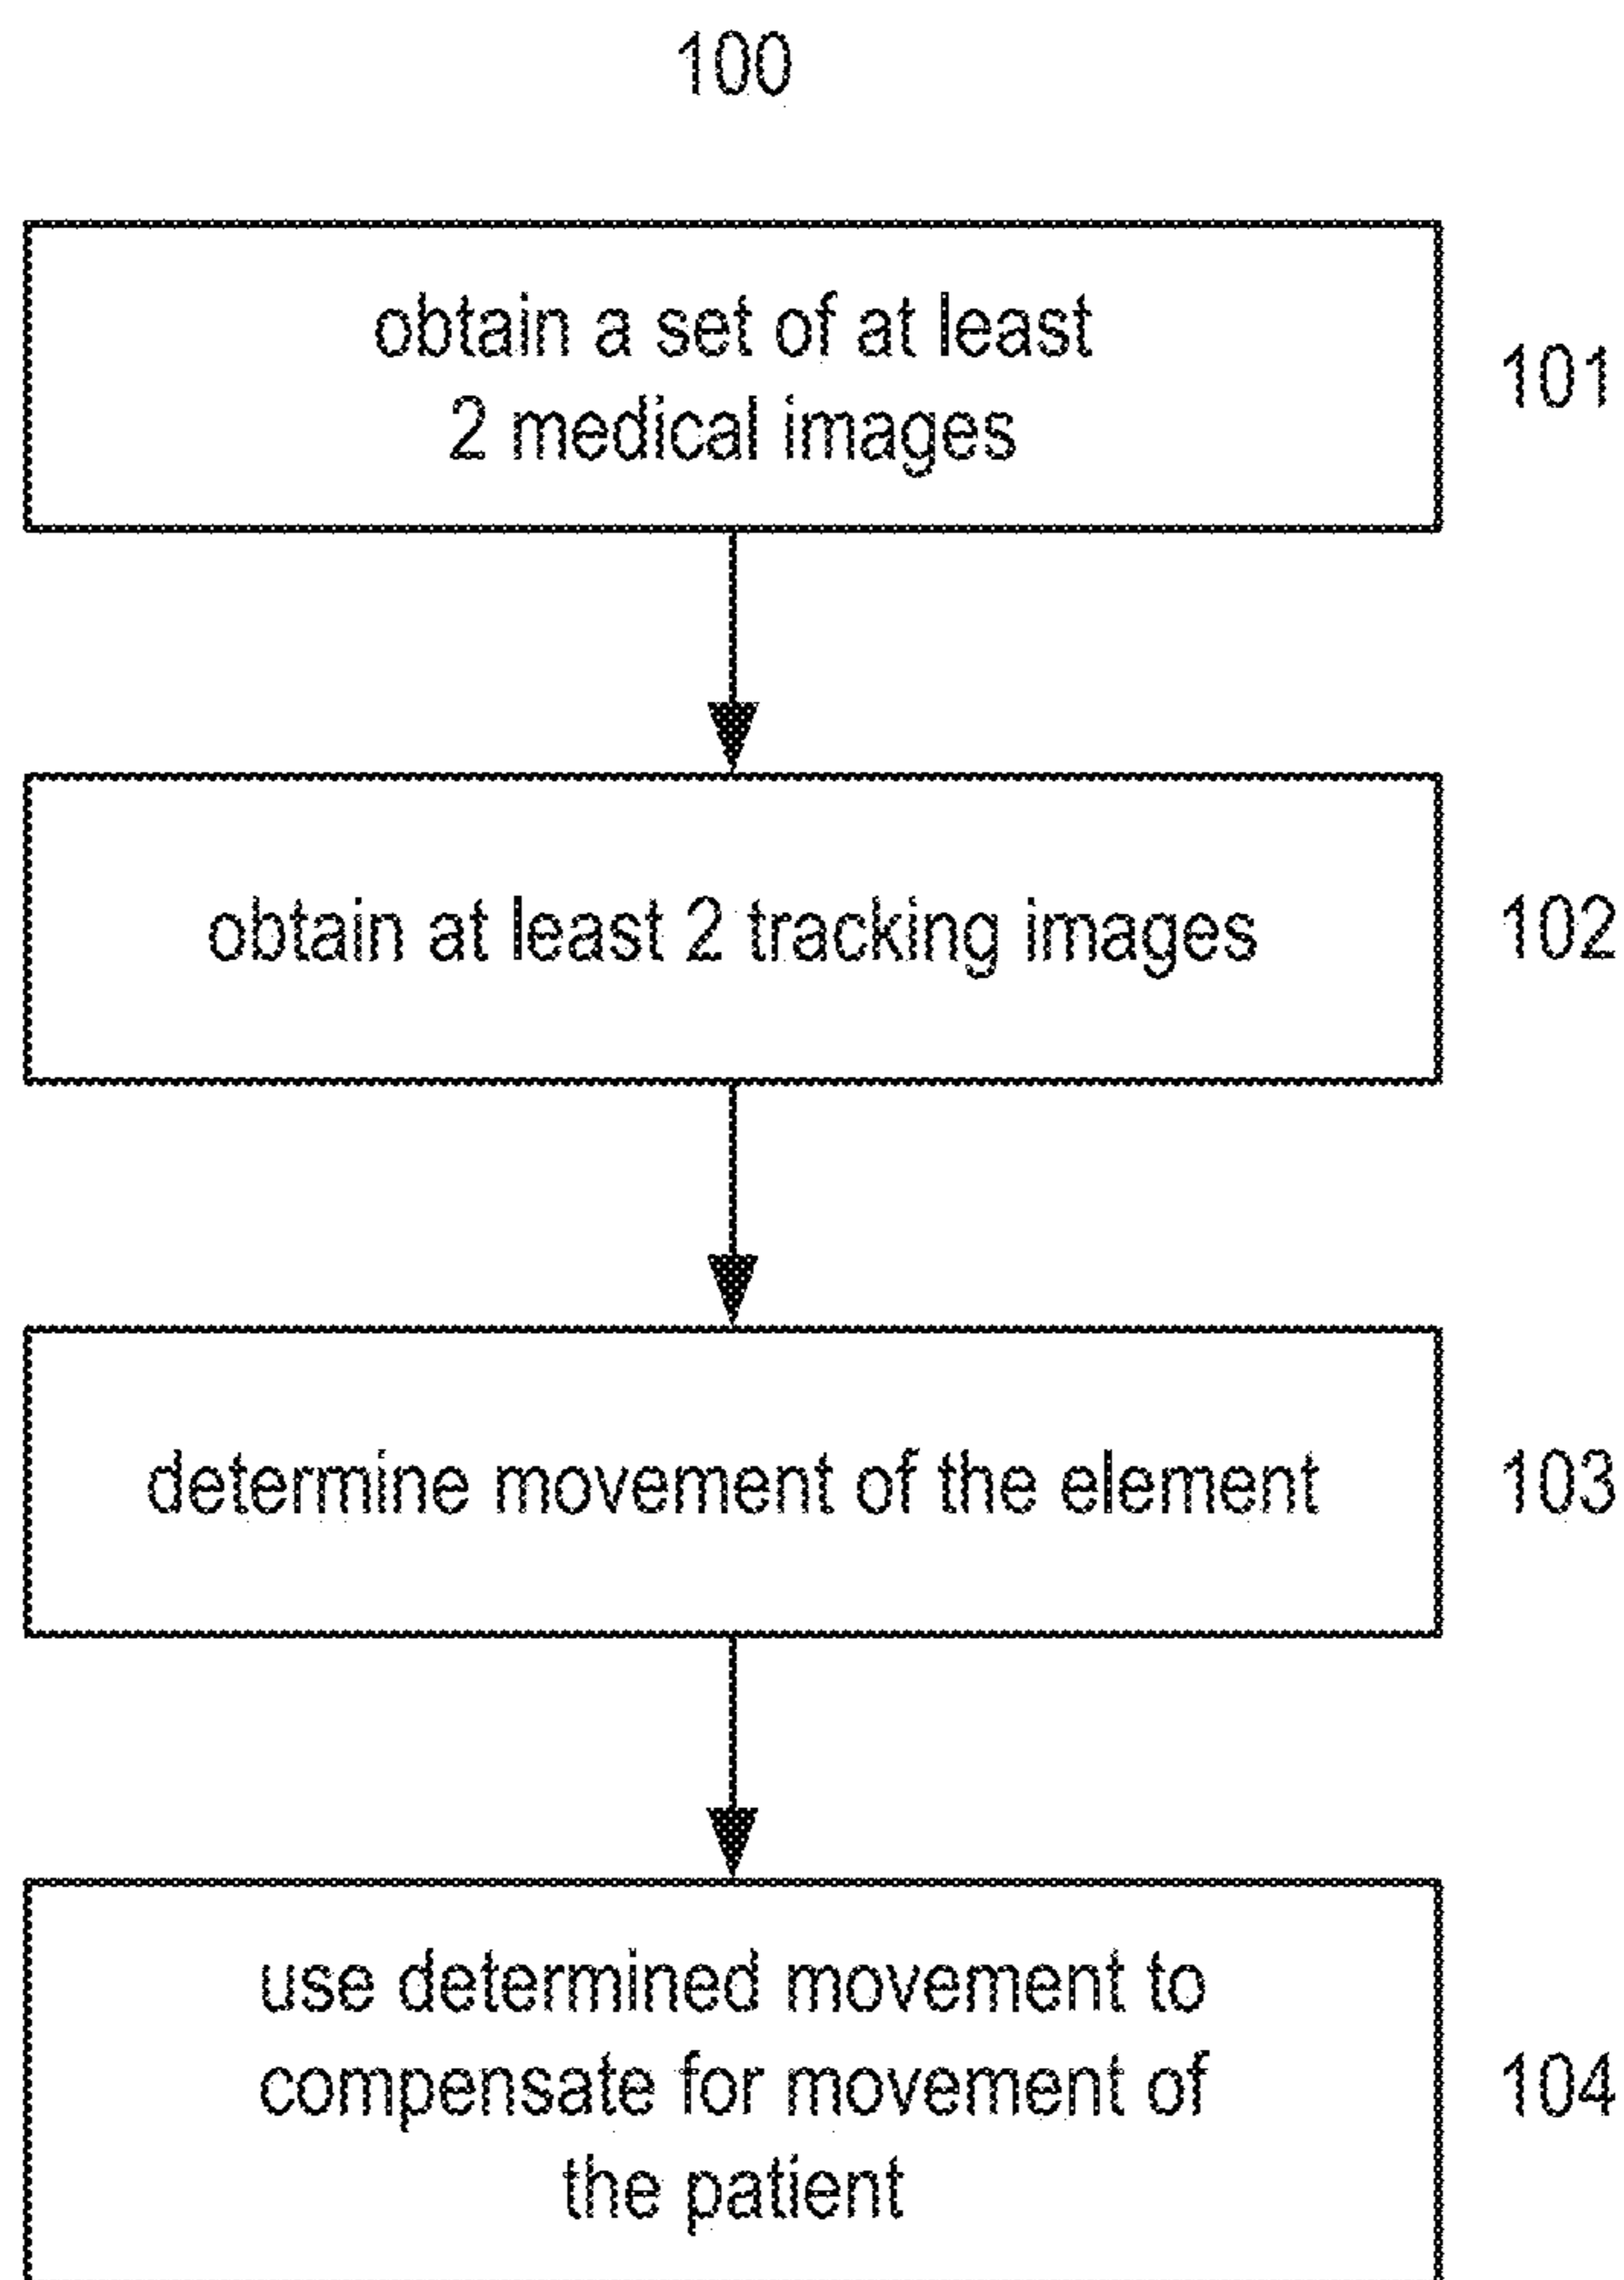 100
obtain a set of at least
2 medical images
101
obtain at least 2 tracking images
102
determine movement of the element
103
use determined movement to
compensate for movement of
the patient
104